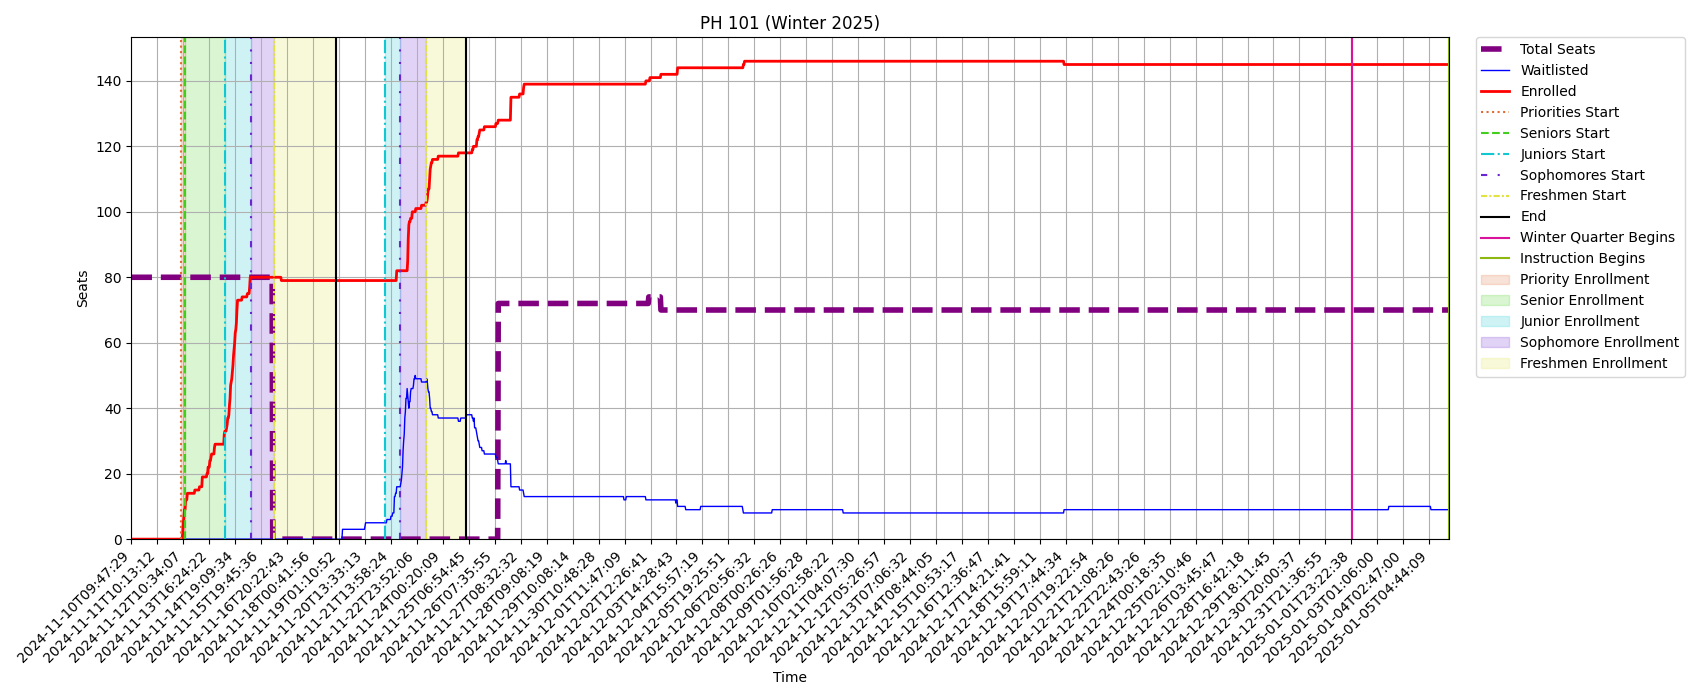 PH 101 (Winter 2025)
Seats
140
120
100
80
60
40
20
0
2024-11-10T09:47:29
2024-11-11T10:13:12
2024-11-12T10:34:07
2024-11-13T16:24:22
2024-11-14T19:09:34
2024-11-15T19:45:36
2024-11-16T20:22:43
2024-11-18T00:41:56
2024-11-19T01:10:52
2024-11-20T13:33:13
2024-11-21T13:58:24
2024-11-22T23:52:06
2024-11-24T00:20:09
2024-11-25T06:54:45
2024-11-26T07:35:55
2024-11-27T08:32:32
2024-11-28T09:08:19
2024-11-29T10:08:14
2024-11-30T10:48:28
2024-12-01T11:47:09
2024-12-02T12:26:41
2024-12-03T14:28:43
2024-12-04T15:57:19
2024-12-05T19:25:51
2024-12-06T20:56:32
2024-12-08T00:26:26
2024-12-09T01:56:28
2024-12-10T02:58:22
2024-12-11T04:07:30
2024-12-12T05:26:57
2024-12-13T07:06:32
2024-12-14T08:44:05
2024-12-15T10:53:17
2024-12-16T12:36:47
2024-12-17T14:21:41
2024-12-18T15:59:11
2024-12-19T17:44:34
2024-12-20T19:22:54
2024-12-21T21:08:26
2024-12-22T22:43:26
2024-12-24T00:18:35
2024-12-25T02:10:46
2024-12-26T03:45:47
2024-12-28T16:42:18
2024-12-29T18:11:45
2024-12-30T20:00:37
2024-12-31T21:36:55
2025-01-01T23:22:38
2025-01-03T01:06:00
2025-01-04T02:47:00
2025-01-05T04:44:09
Time
Total Seats
Waitlisted
Enrolled
Priorities Start
Seniors Start
Juniors Start
Sophomores Start
Freshmen Start
End
Winter Quarter Begins
Instruction Begins
Priority Enrollment
Senior Enrollment
Junior Enrollment
Sophomore Enrollment
Freshmen Enrollment